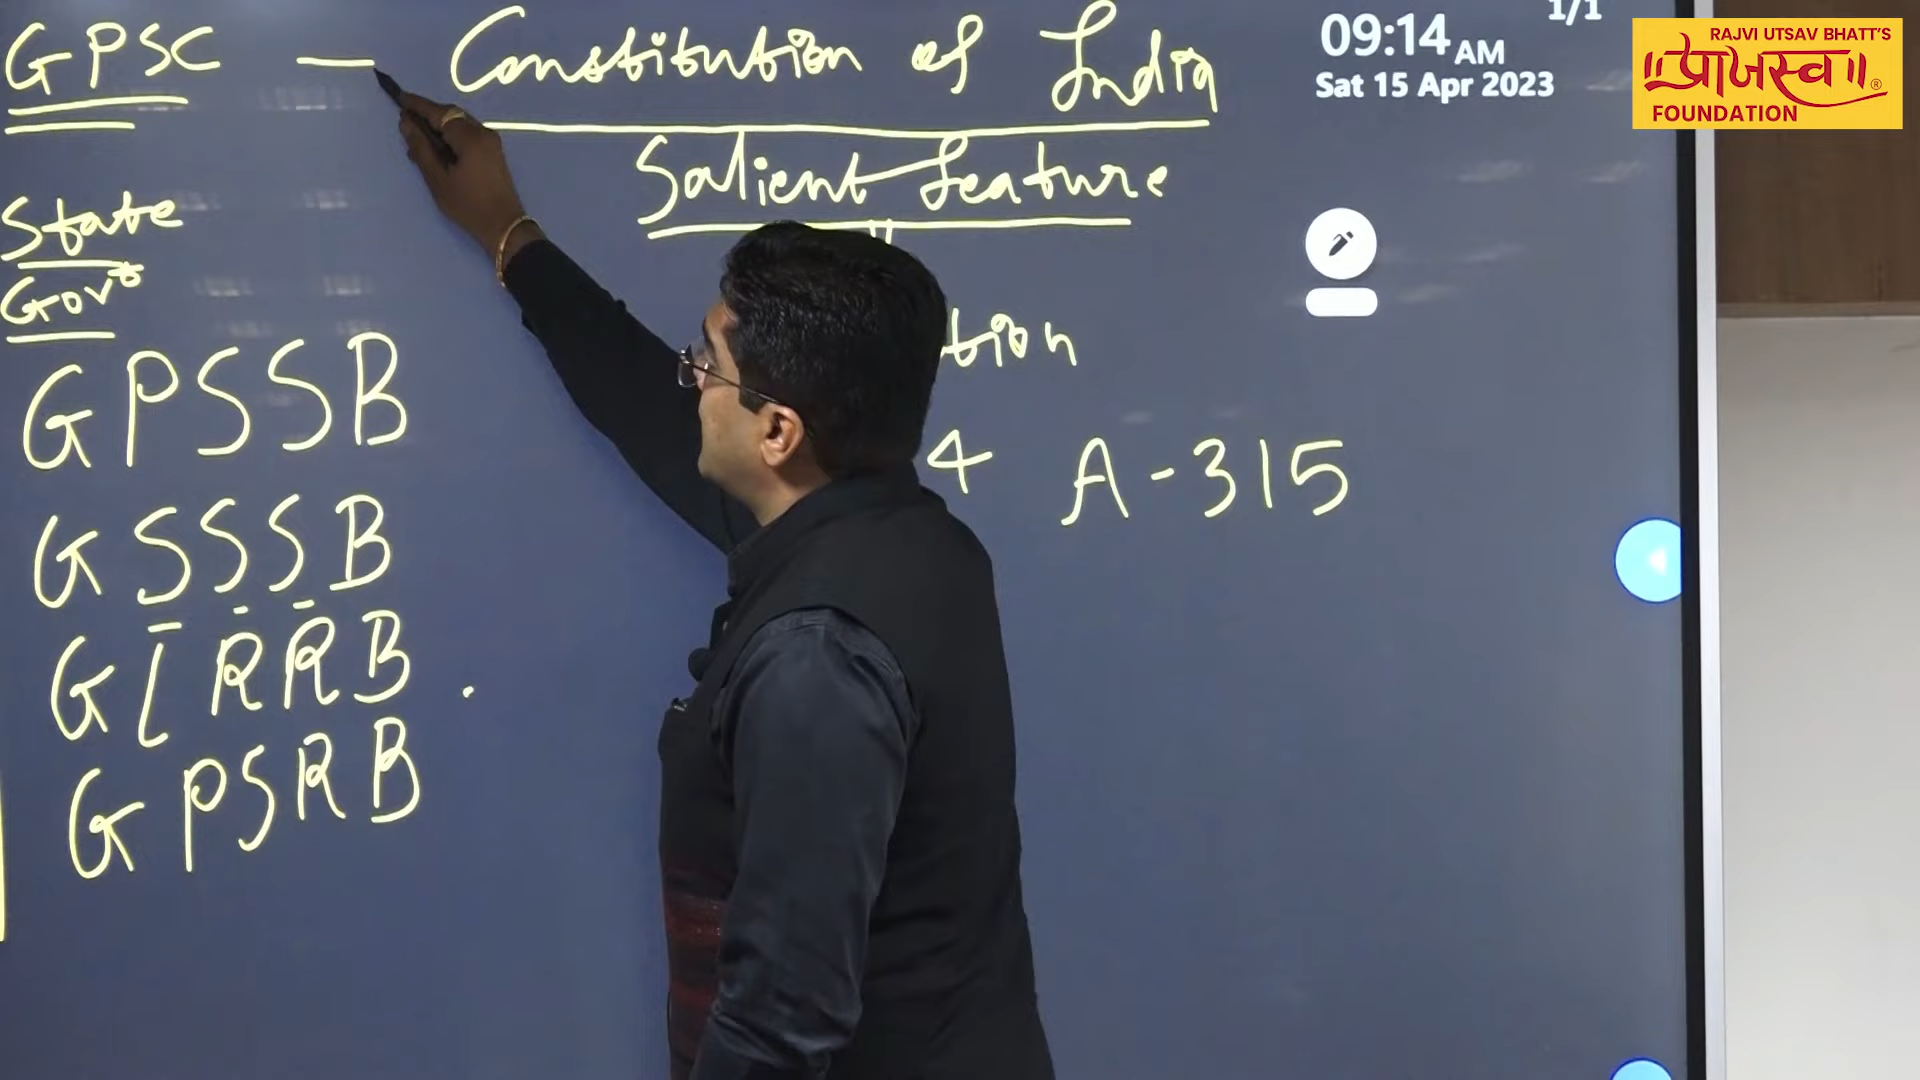 GPSC — Constitution of India
Salient Feature
State
Govt
GPSSB
GSSSB
G[RRB.
GPSRB
tion
4 A-315
09:14 AM
Sat 15 Apr 2023
1/1
RAJVI UTSAV BHATT'S
॥प्राजस्व॥®
FOUNDATION